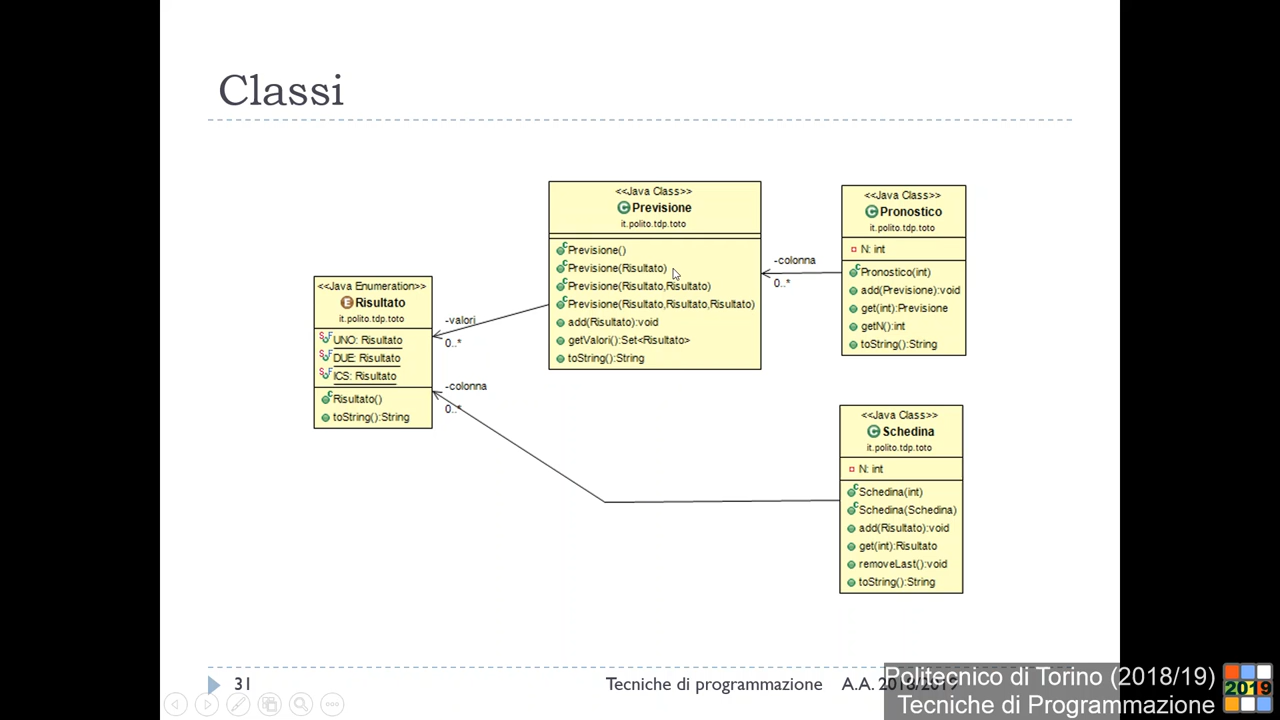 Classi
<<Java Class>>
Previsione
it.polito.tdp.toto
Previsione()
Previsione(Risultato)
Previsione(Risultato,Risultato)
Previsione(Risultato,Risultato,Risultato)
add(Risultato):void
getValori():Set<Risultato>
toString():String
<<Java Class>>
Pronostico
it.polito.tdp.toto
N: int
Pronostico(int)
add(Previsione):void
get(int):Previsione
getN():int
toString():String
-colonna
0..*
<<Java Enumeration>>
E Risultato
it.polito.tdp.toto
UNO: Risultato
DUE: Risultato
ICS: Risultato
Risultato()
toString():String
-valori
0..*
-colonna
0..*
<<Java Class>>
Schedina
it.polito.tdp.toto
N: int
Schedina(int)
Schedina(Schedina)
add(Risultato):void
get(int):Risultato
removeLast():void
toString():String
31
Tecniche di programmazione A.A. 2018/2019
Politecnico di Torino (2018/19)
Tecniche di Programmazione
2019